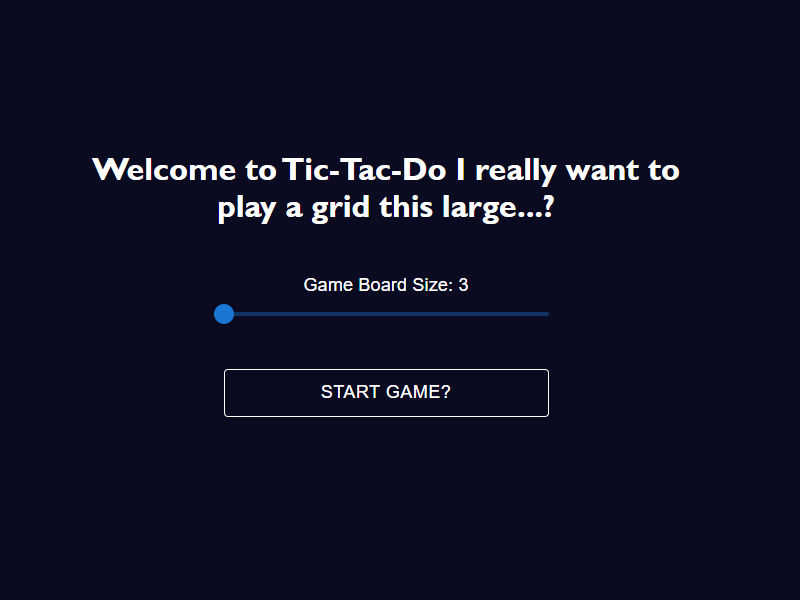 Welcome to Tic-Tac-Do I really want to
play a grid this large...?
Game Board Size: 3
START GAME?